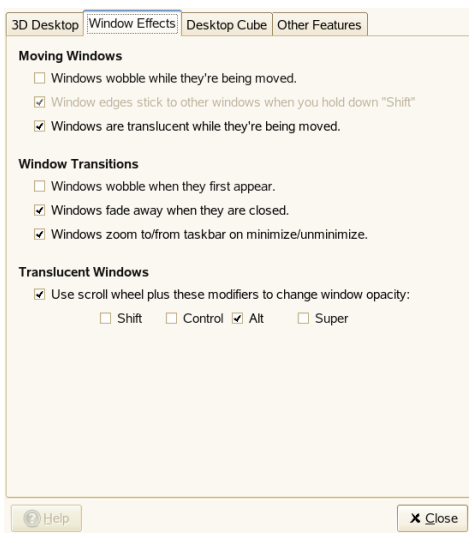 3D Desktop Window Effects Desktop Cube Other Features
Moving Windows
Windows wobble while they're being moved.
Window edges stick to other windows when you hold down "Shift"
Windows are translucent while they're being moved.
Window Transitions
Windows wobble when they first appear.
Windows fade away when they are closed.
Windows zoom to/from taskbar on minimize/unminimize.
Translucent Windows
Use scroll wheel plus these modifiers to change window opacity:
Shift Control Alt Super
Help Close